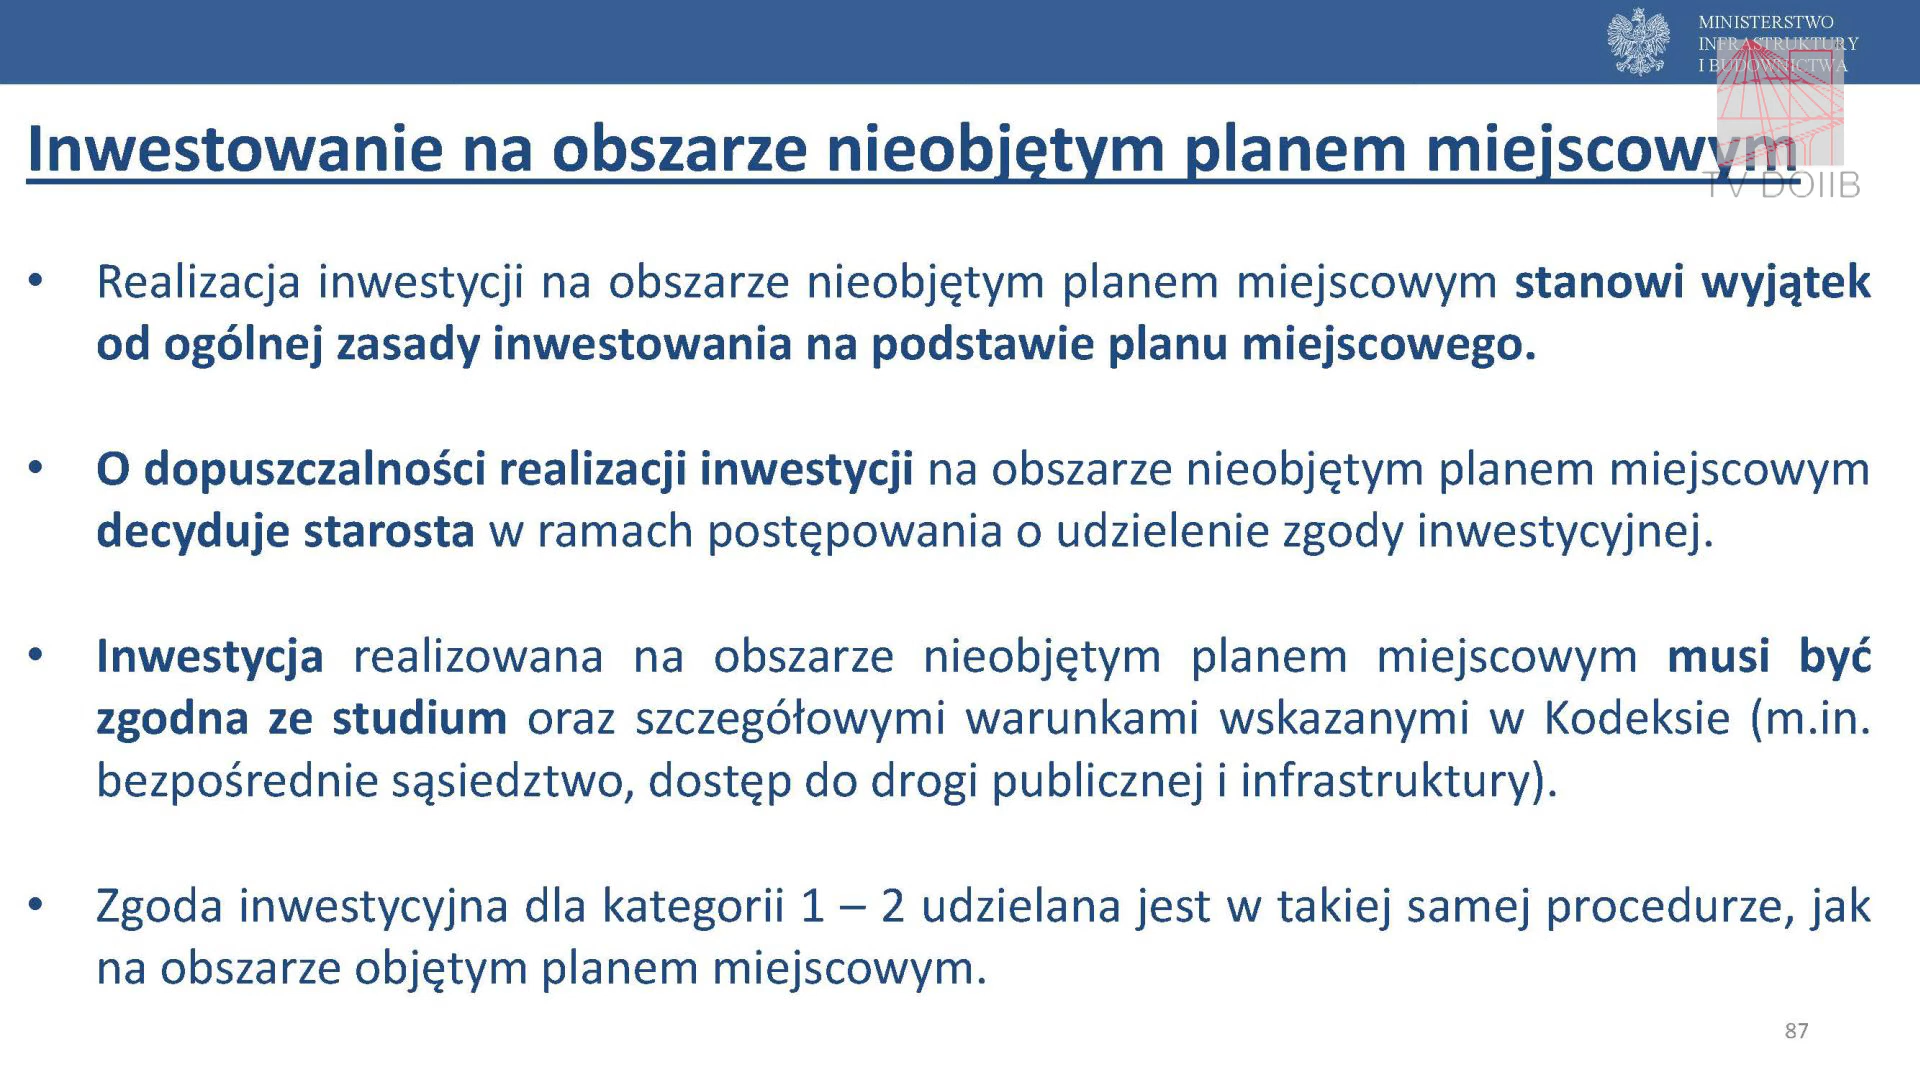 MINISTERSTWO
INFRASTRUKTURY
I BUDOWNICTWA
Inwestowanie na obszarze nieobjętym planem miejscowym
TV DOIIB
• Realizacja inwestycji na obszarze nieobjętym planem miejscowym stanowi wyjątek
od ogólnej zasady inwestowania na podstawie planu miejscowego.
• O dopuszczalności realizacji inwestycji na obszarze nieobjętym planem miejscowym
decyduje starosta w ramach postępowania o udzielenie zgody inwestycyjnej.
• Inwestycja realizowana na obszarze nieobjętym planem miejscowym musi być
zgodna ze studium oraz szczegółowymi warunkami wskazanymi w Kodeksie (m.in.
bezpośrednie sąsiedztwo, dostęp do drogi publicznej i infrastruktury).
• Zgoda inwestycyjna dla kategorii 1 – 2 udzielana jest w takiej samej procedurze, jak
na obszarze objętym planem miejscowym.
87